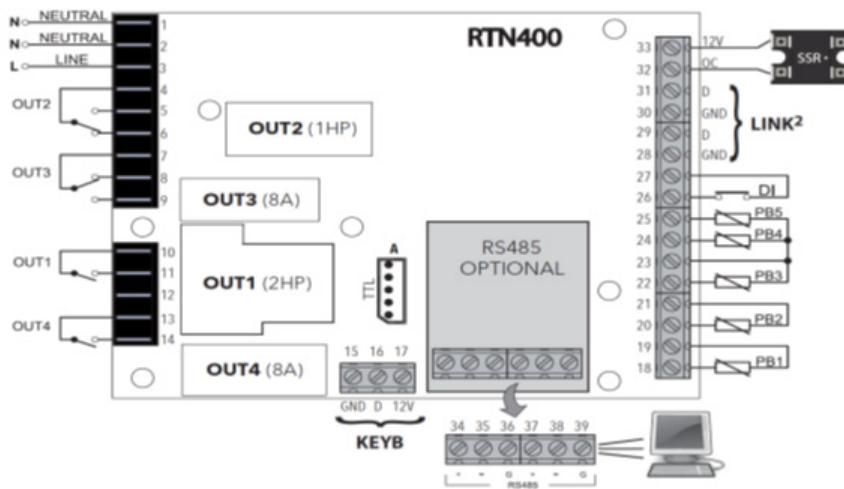 RTN400
N NEUTRAL 1
N NEUTRAL 2
L LINE 3
4
OUT2 5
6
7
OUT3 8
9
10
OUT1 11
12
13
OUT4 14
OUT2 (1HP)
OUT3 (8A)
OUT1 (2HP)
OUT4 (8A)
A
TTL
15 16 17
GND D 12V
KEYB
RS485
OPTIONAL
33 12V
32 OC
31 D
30 GND
29 D
28 GND
LINK²
SSR
27
26 DI
25 PB5
24 PB4
23
22 PB3
21
20 PB2
19
18 PB1
34 35 36 37 38 39
G G
RS485